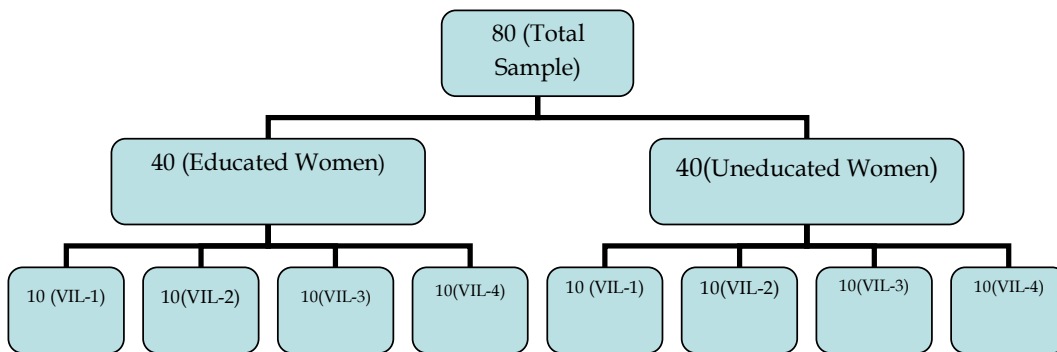 80 (Total
Sample)
40 (Educated Women)
40(Uneducated Women)
10 (VIL-1)
10(VIL-2)
10(VIL-3)
10(VIL-4)
10 (VIL-1)
10(VIL-2)
10(VIL-3)
10(VIL-4)